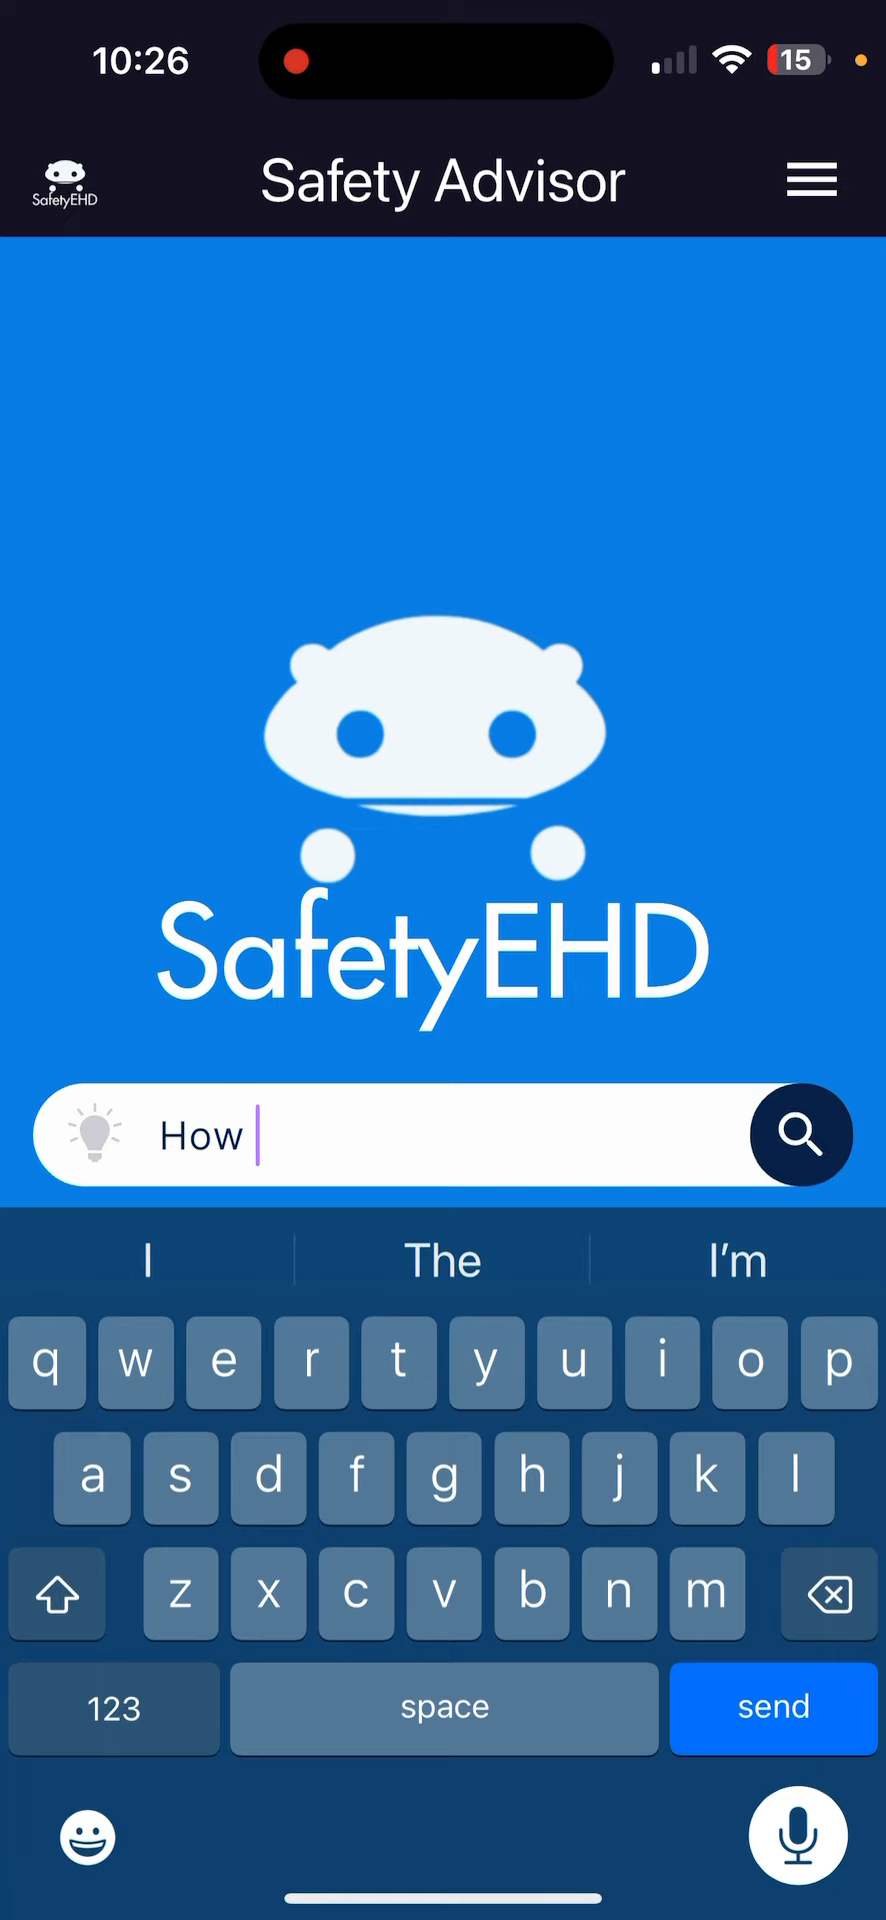 10:26
15
SafetyEHD
Safety Advisor
SafetyEHD
How
I The I’m
q w e r t y u i o p
a s d f g h j k l
z x c v b n m
123 space send